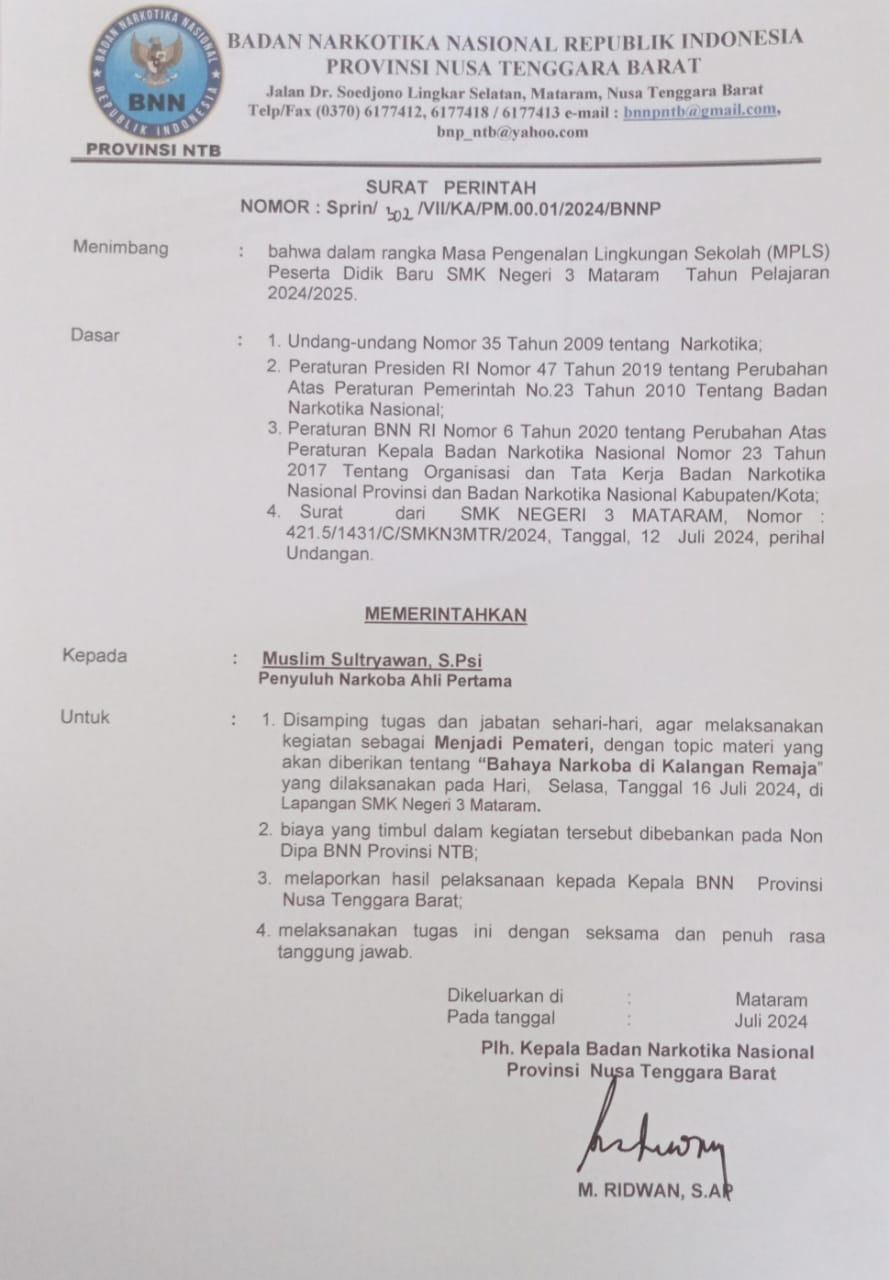 BADAN NARKOTIKA NASIONAL
REPUBLIK INDONESIA
BNN
PROVINSI NTB
BADAN NARKOTIKA NASIONAL REPUBLIK INDONESIA
PROVINSI NUSA TENGGARA BARAT
Jalan Dr. Soedjono Lingkar Selatan, Mataram, Nusa Tenggara Barat
Telp/Fax (0370) 6177412, 6177418 / 6177413 e-mail : bnnpntb@gmail.com,
bnp_ntb@yahoo.com
SURAT PERINTAH
NOMOR : Sprin/ 302 /VII/KA/PM.00.01/2024/BNNP
Menimbang : bahwa dalam rangka Masa Pengenalan Lingkungan Sekolah (MPLS)
Peserta Didik Baru SMK Negeri 3 Mataram Tahun Pelajaran
2024/2025.
Dasar : 1. Undang-undang Nomor 35 Tahun 2009 tentang Narkotika;
2. Peraturan Presiden RI Nomor 47 Tahun 2019 tentang Perubahan
Atas Peraturan Pemerintah No.23 Tahun 2010 Tentang Badan
Narkotika Nasional;
3. Peraturan BNN RI Nomor 6 Tahun 2020 tentang Perubahan Atas
Peraturan Kepala Badan Narkotika Nasional Nomor 23 Tahun
2017 Tentang Organisasi dan Tata Kerja Badan Narkotika
Nasional Provinsi dan Badan Narkotika Nasional Kabupaten/Kota;
4. Surat dari SMK NEGERI 3 MATARAM, Nomor :
421.5/1431/C/SMKN3MTR/2024, Tanggal, 12 Juli 2024, perihal
Undangan.
MEMERINTAHKAN
Kepada : Muslim Sultryawan, S.Psi
Penyuluh Narkoba Ahli Pertama
Untuk : 1. Disamping tugas dan jabatan sehari-hari, agar melaksanakan
kegiatan sebagai Menjadi Pemateri, dengan topic materi yang
akan diberikan tentang “Bahaya Narkoba di Kalangan Remaja”
yang dilaksanakan pada Hari, Selasa, Tanggal 16 Juli 2024, di
Lapangan SMK Negeri 3 Mataram.
2. biaya yang timbul dalam kegiatan tersebut dibebankan pada Non
Dipa BNN Provinsi NTB;
3. melaporkan hasil pelaksanaan kepada Kepala BNN Provinsi
Nusa Tenggara Barat;
4. melaksanakan tugas ini dengan seksama dan penuh rasa
tanggung jawab.
Dikeluarkan di : Mataram
Pada tanggal : Juli 2024
Plh. Kepala Badan Narkotika Nasional
Provinsi Nusa Tenggara Barat
M. RIDWAN, S.AP